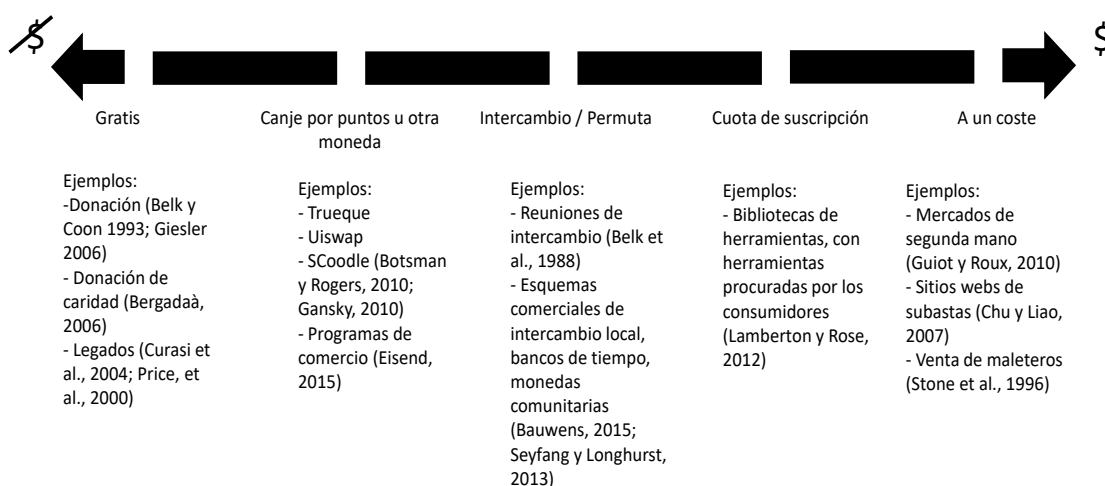 $
$
Gratis
Canje por puntos u otra
moneda
Intercambio / Permuta
Cuota de suscripción
A un coste
Ejemplos:
-Donación (Belk y
Coon 1993; Giesler
2006)
- Donación de
caridad (Bergadaà,
2006)
- Legados (Curasi et
al., 2004; Price, et
al., 2000)
Ejemplos:
- Trueque
- Uiswap
- SCoodle (Botsman
y Rogers, 2010;
Gansky, 2010)
- Programas de
comercio (Eisend,
2015)
Ejemplos:
- Reuniones de
intercambio (Belk et
al., 1988)
- Esquemas
comerciales de
intercambio local,
bancos de tiempo,
monedas
comunitarias
(Bauwens, 2015;
Seyfang y Longhurst,
2013)
Ejemplos:
- Bibliotecas de
herramientas, con
herramientas
procuradas por los
consumidores
(Lamberton y Rose,
2012)
Ejemplos:
- Mercados de
segunda mano
(Guiot y Roux, 2010)
- Sitios webs de
subastas (Chu y Liao,
2007)
- Venta de maleteros
(Stone et al., 1996)